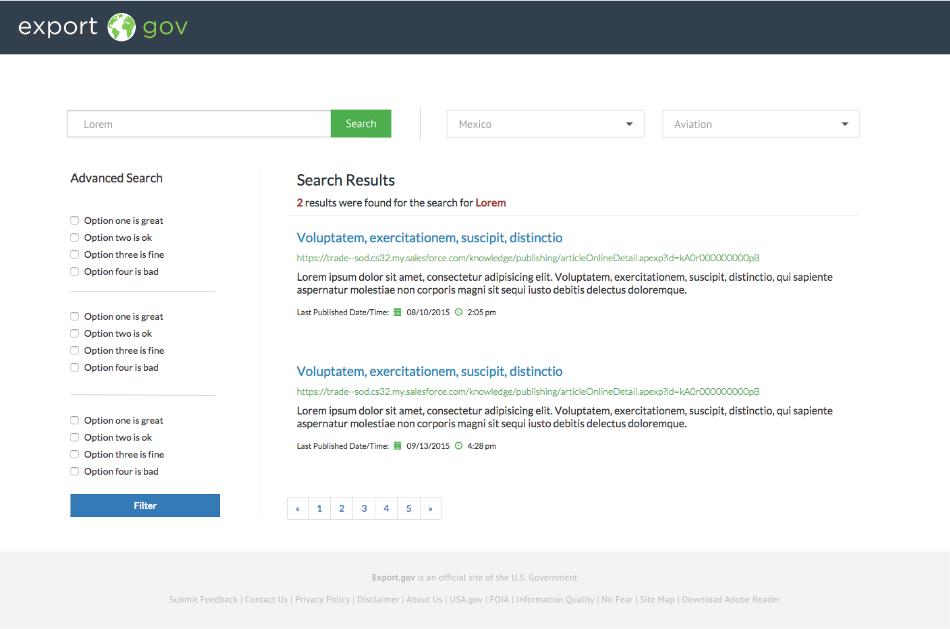 export gov
Lorem
Search
Mexico
Aviation
Advanced Search
Option one is great
Option two is ok
Option three is fine
Option four is bad
Option one is great
Option two is ok
Option three is fine
Option four is bad
Option one is great
Option two is ok
Option three is fine
Option four is bad
Filter
Search Results
2 results were found for the search for Lorem
Voluptatem, exercitationem, suscipit, distinctio
https://trade--sod.cs32.my.salesforce.com/knowledge/publishing/articleOnlineDetail.apexp?id=kA0r000000000pB
Lorem ipsum dolor sit amet, consectetur adipisicing elit. Voluptatem, exercitationem, suscipit, distinctio, qui sapiente
aspernatur molestiae non corporis magni sit sequi iusto debitis delectus doloremque.
Last Published Date/Time: 08/10/2015 2:05 pm
Voluptatem, exercitationem, suscipit, distinctio
https://trade--sod.cs32.my.salesforce.com/knowledge/publishing/articleOnlineDetail.apexp?id=kA0r000000000pB
Lorem ipsum dolor sit amet, consectetur adipisicing elit. Voluptatem, exercitationem, suscipit, distinctio, qui sapiente
aspernatur molestiae non corporis magni sit sequi iusto debitis delectus doloremque.
Last Published Date/Time: 09/13/2015 4:28 pm
« 1 2 3 4 5 »
Export.gov is an official site of the U.S. Government
Submit Feedback | Contact Us | Privacy Policy | Disclaimer | About Us | USA.gov | FOIA | Information Quality | No Fear | Site Map | Download Adobe Reader